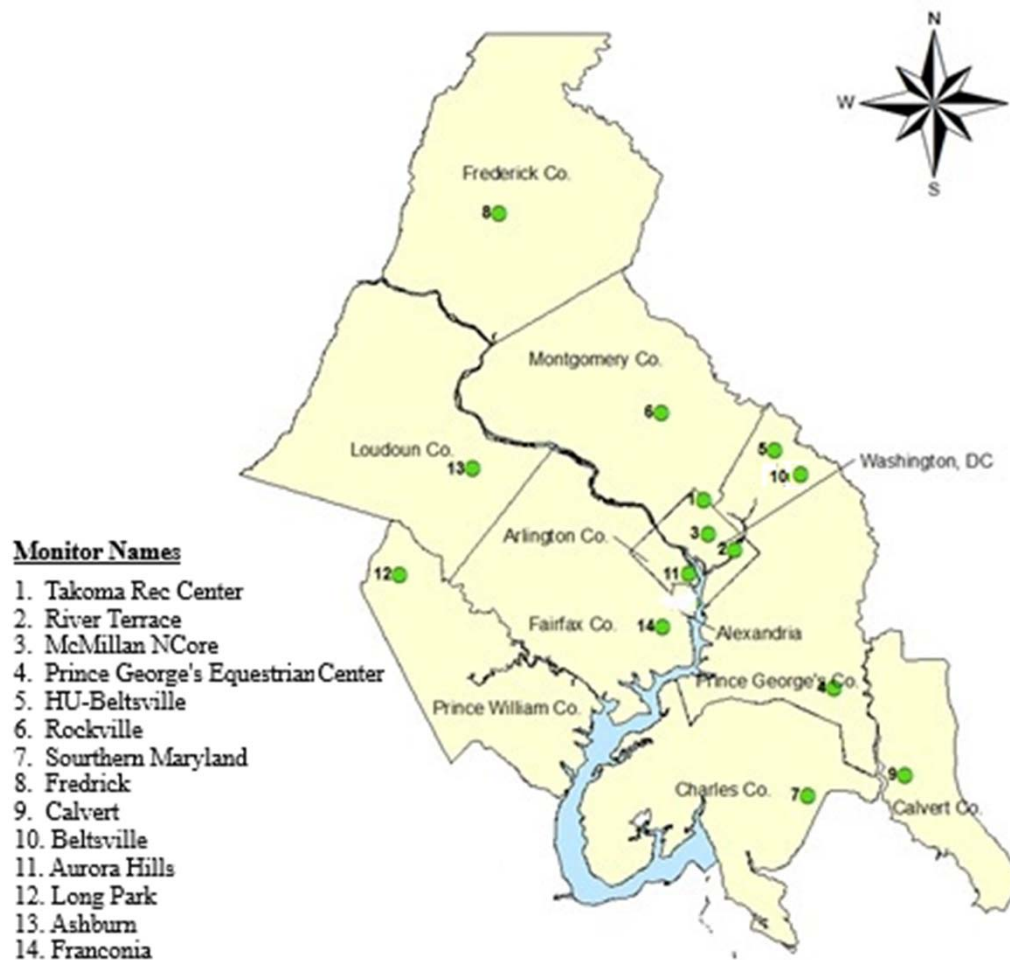 N
W
S
Frederick Co.
8
Montgomery Co.
6
Loudoun Co.
13
5
10
Washington, DC
1
3
2
Arlington Co.
11
12
Fairfax Co.
14
Alexandria
Prince George's Co.
4
Prince William Co.
Charles Co.
7
9
Calvert Co.
Monitor Names
1. Takoma Rec Center
2. River Terrace
3. McMillan NCore
4. Prince George's Equestrian Center
5. HU-Beltsville
6. Rockville
7. Sourthern Maryland
8. Fredrick
9. Calvert
10. Beltsville
11. Aurora Hills
12. Long Park
13. Ashburn
14. Franconia